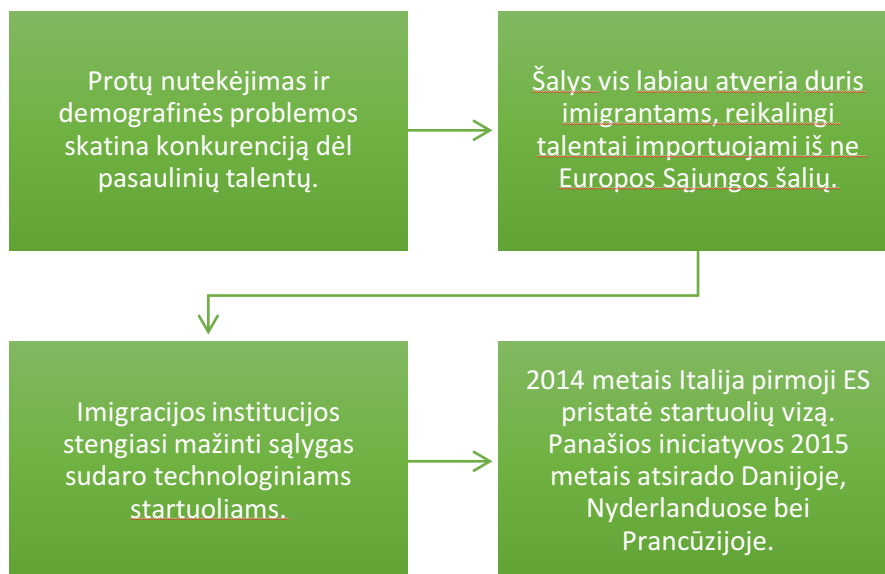 Protų nutekėjimas ir
demografinės problemos
skatina konkurenciją dėl
pasaulinių talentų.
Šalys vis labiau atveria duris
imigrantams, reikalingi
talentai importuojami iš ne
Europos Sąjungos šalių.
Imigracijos institucijos
stengiasi mažinti sąlygas
sudaro technologiniams
startuoliams.
2014 metais Italija pirmoji ES
pristatė startuolių vizą.
Panašios iniciatyvos 2015
metais atsirado Danijoje,
Nyderlanduose bei
Prancūzijoje.